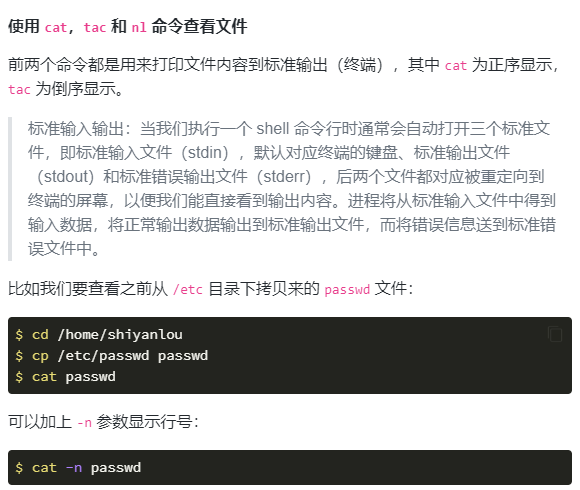 使用 cat，tac 和 nl 命令查看文件
前两个命令都是用来打印文件内容到标准输出（终端），其中 cat 为正序显示，
tac 为倒序显示。
标准输入输出：当我们执行一个 shell 命令行时通常会自动打开三个标准文
件，即标准输入文件（stdin），默认对应终端的键盘、标准输出文件
（stdout）和标准错误输出文件（stderr），后两个文件都对应被重定向到
终端的屏幕，以便我们能直接看到输出内容。进程将从标准输入文件中得到
输入数据，将正常输出数据输出到标准输出文件，而将错误信息送到标准错
误文件中。
比如我们要查看之前从 /etc 目录下拷贝来的 passwd 文件：
$ cd /home/shiyanlou
$ cp /etc/passwd passwd
$ cat passwd
可以加上 -n 参数显示行号：
$ cat -n passwd